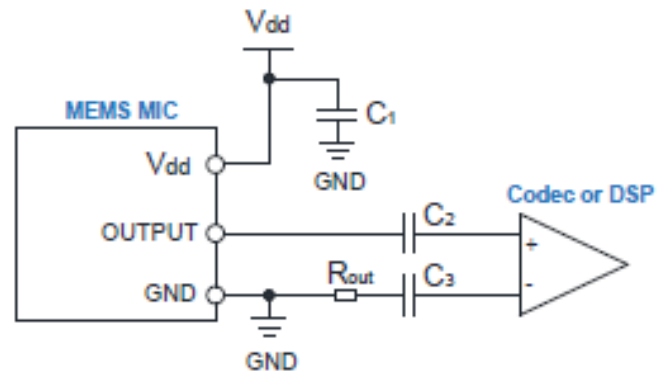 Vdd
MEMS MIC
C1
Vdd
GND
Codec or DSP
OUTPUT
C2
+
GND
Rout
C3
-
GND